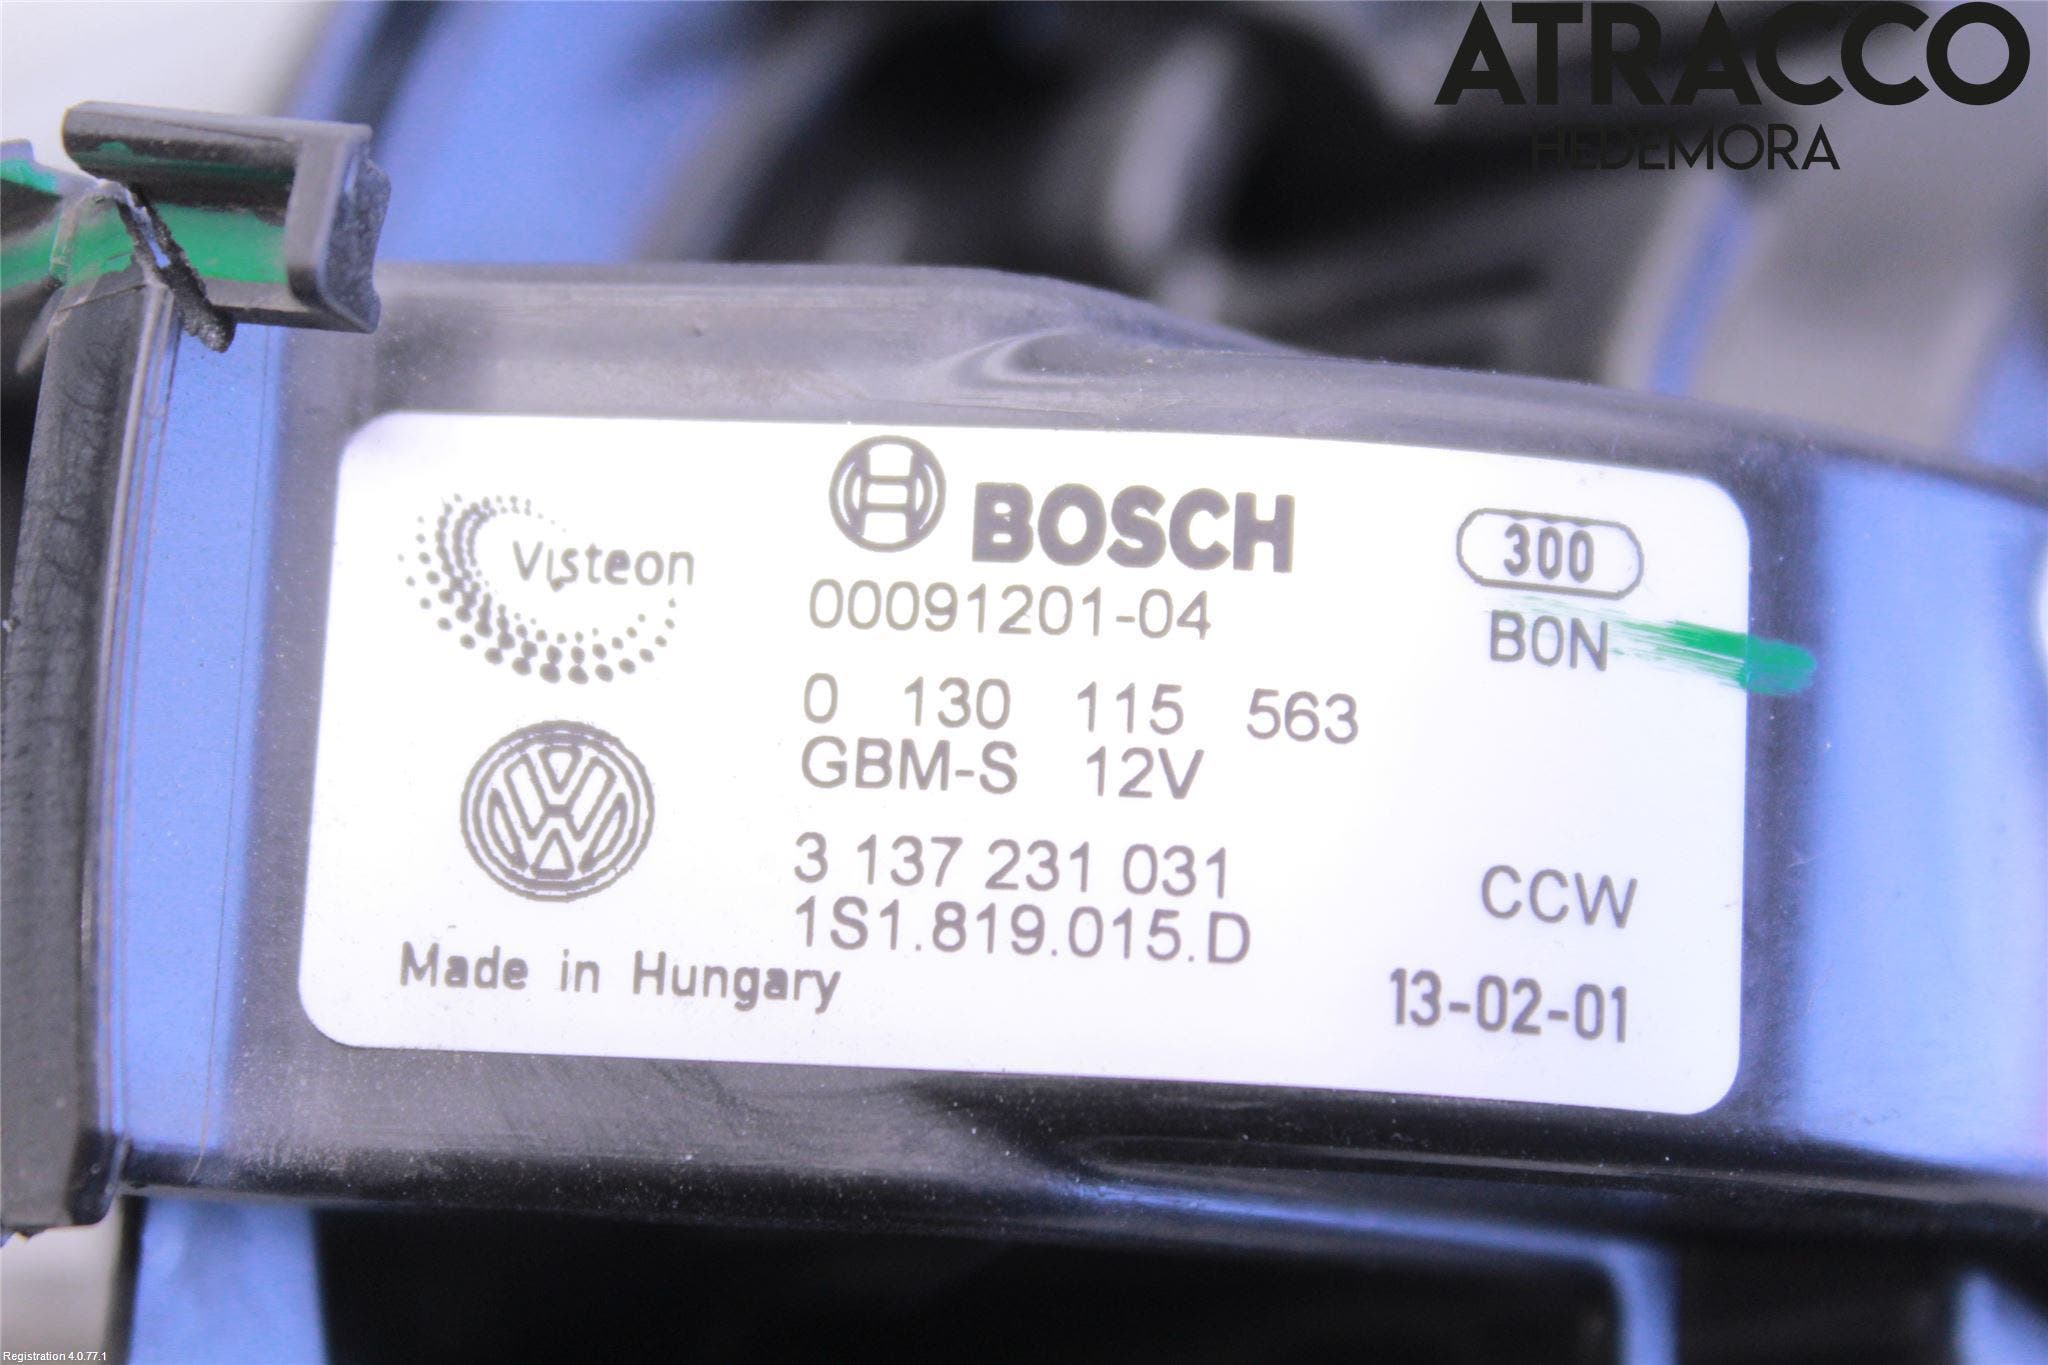 ATRACCO
HEDEMORA
Visteon
BOSCH
00091201-04
300
BON
0 130 115 563
GBM-S 12V
3 137 231 031
1S1.819.015.D
CCW
Made in Hungary
13-02-01
Registration 4.0.77.1